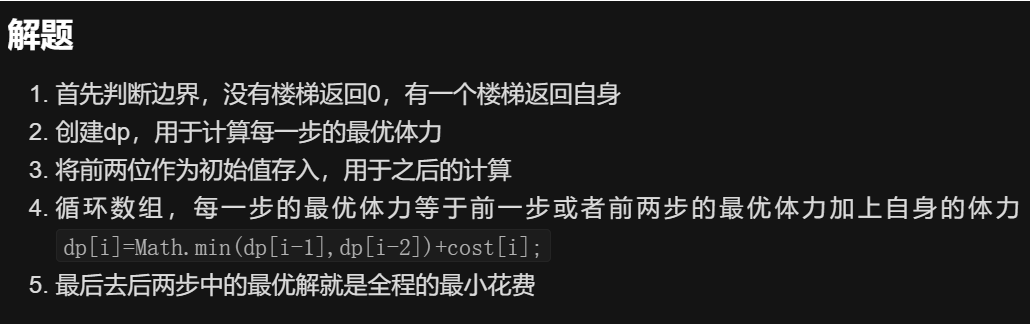 解题
1. 首先判断边界，没有楼梯返回0，有一个楼梯返回自身
2. 创建dp，用于计算每一步的最优体力
3. 将前两位作为初始值存入，用于之后的计算
4. 循环数组，每一步的最优体力等于前一步或者前两步的最优体力加上自身的体力
dp[i]=Math.min(dp[i-1],dp[i-2])+cost[i];
5. 最后去后两步中的最优解就是全程的最小花费